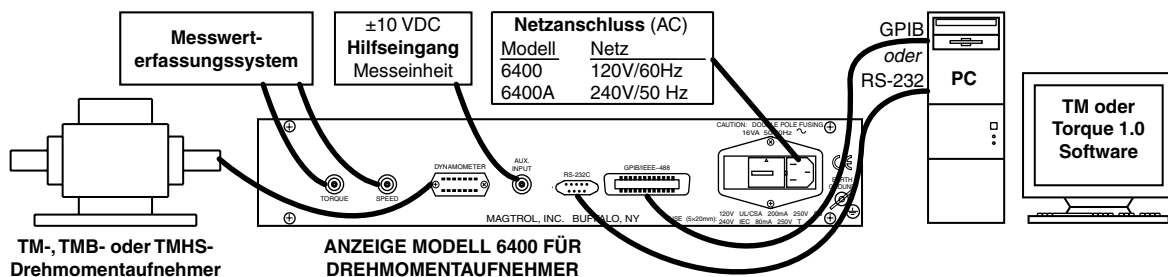 Messwert-
erfassungssystem
±10 VDC
Hilfseingang
Messeinheit
Netzanschluss (AC)
Modell Netz
6400 120V/60Hz
6400A 240V/50 Hz
GPIB
oder
RS-232
PC
TM oder
Torque 1.0
Software
CAUTION: DOUBLE POLE FUSING
16VA 50/60Hz
DYNAMOMETER
AUX.
INPUT
RS-232C
GPIB/IEEE–488
EARTH
GROUND
TORQUE
SPEED
MAGTROL, INC. BUFFALO, NY
(5×20mm): 120V UL/CSA 200mA 250V
240V IEC 80mA 250V T
TM-, TMB- oder TMHS-
Drehmomentaufnehmer
ANZEIGE MODELL 6400 FÜR
DREHMOMENTAUFNEHMER